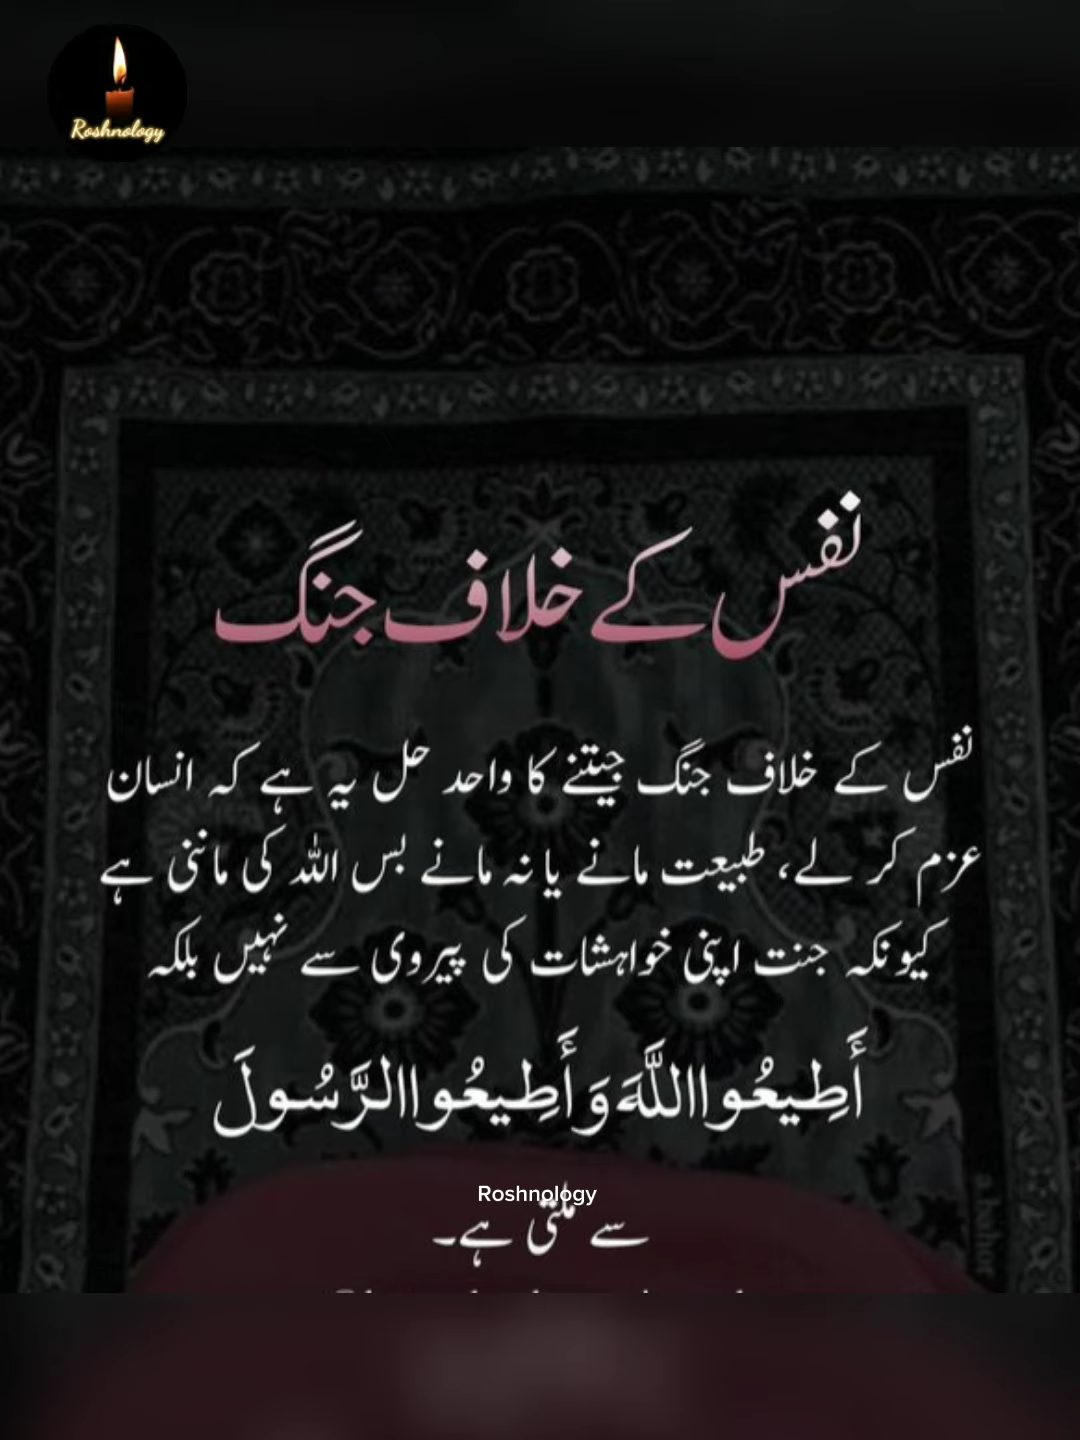 Roshnology
نفس کے خلاف جنگ
نفس کے خلاف جنگ جیتنے کا واحد حل یہ ہے کہ انسان
عزم کر لے، طبیعت مانے یا نہ مانے بس اللہ کی ماننی ہے
کیونکہ جنت اپنی خواہشات کی پیروی سے نہیں بلکہ
أَطِيعُوا اللَّهَ وَأَطِيعُوا الرَّسُولَ
Roshnology
سے ملتی ہے۔